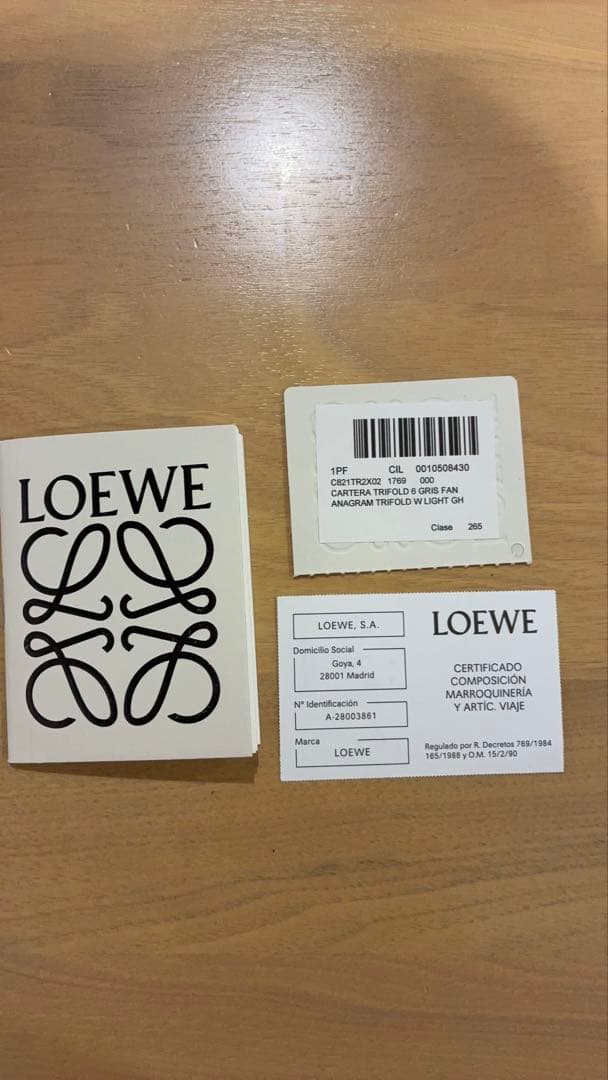 LOEWE
1PF CIL 0010508430
C821TR2X02 1769 000
CARTERA TRIFOLD 6 GRIS FAN
ANAGRAM TRIFOLD W LIGHT GH
Clase 265
LOEWE, S.A.
Domicilio Social
Goya, 4
28001 Madrid
Nº Identificación
A-28003861
Marca
LOEWE
LOEWE
CERTIFICADO
COMPOSICIÓN
MARROQUINERÍA
Y ARTÍC. VIAJE
Regulado por R. Decretos 769/1984
165/1988 y O.M. 15/2/90